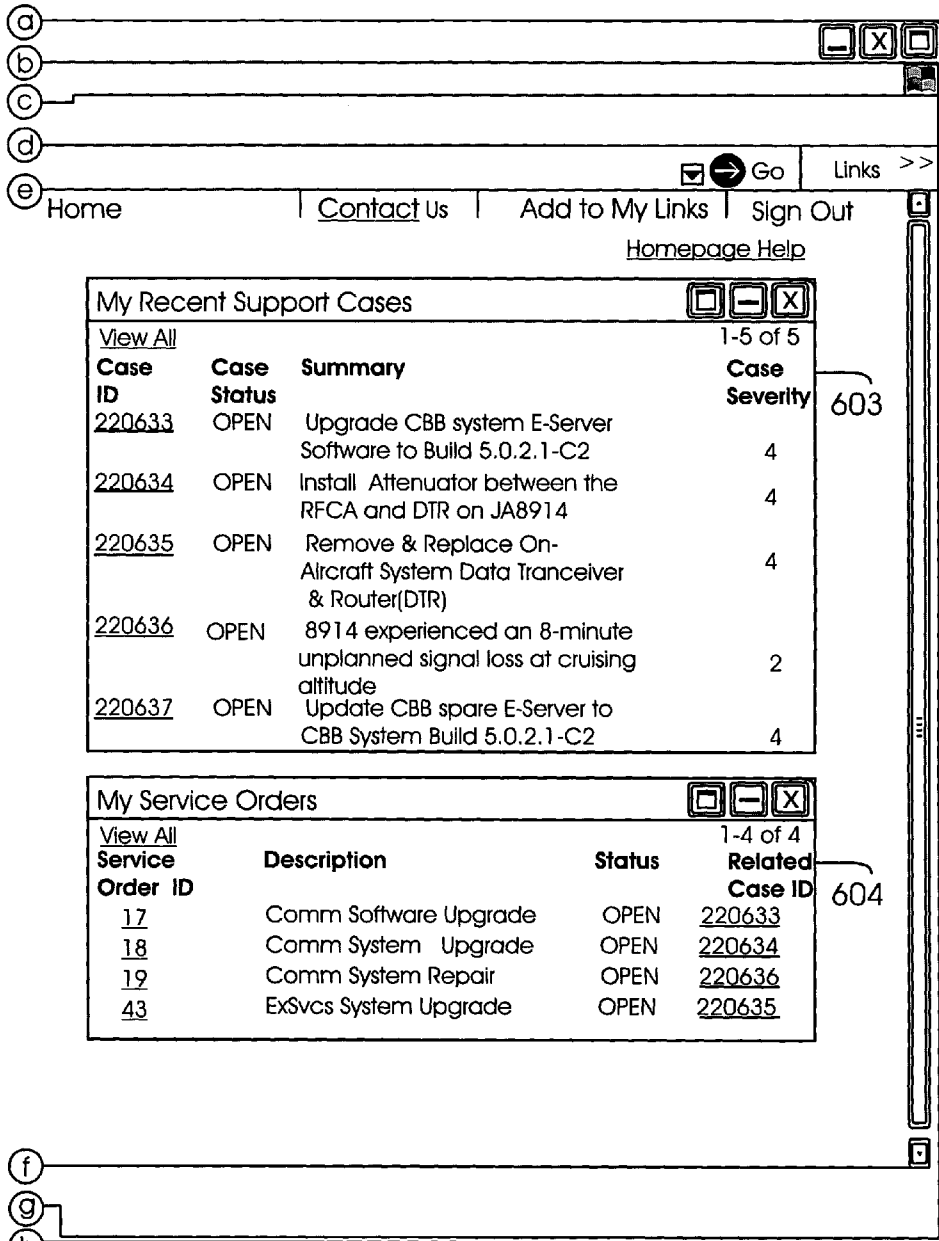 a
b
c
d
Go Links >>
e
Home Contact Us Add to My Links Sign Out
Homepage Help
My Recent Support Cases X
View All 1-5 of 5
Case Case Summary Case
ID Status Severity 603
220633 OPEN Upgrade CBB system E-Server
Software to Build 5.0.2.1-C2 4
220634 OPEN Install Attenuator between the
RFCA and DTR on JA8914 4
220635 OPEN Remove & Replace On-
Aircraft System Data Tranceiver 4
& Router(DTR)
220636 OPEN 8914 experienced an 8-minute
unplanned signal loss at cruising 2
altitude
220637 OPEN Update CBB spare E-Server to
CBB System Build 5.0.2.1-C2 4
My Service Orders X
View All 1-4 of 4
Service Description Status Related
Order ID Case ID 604
17 Comm Software Upgrade OPEN 220633
18 Comm System Upgrade OPEN 220634
19 Comm System Repair OPEN 220636
43 ExSvcs System Upgrade OPEN 220635
f
g